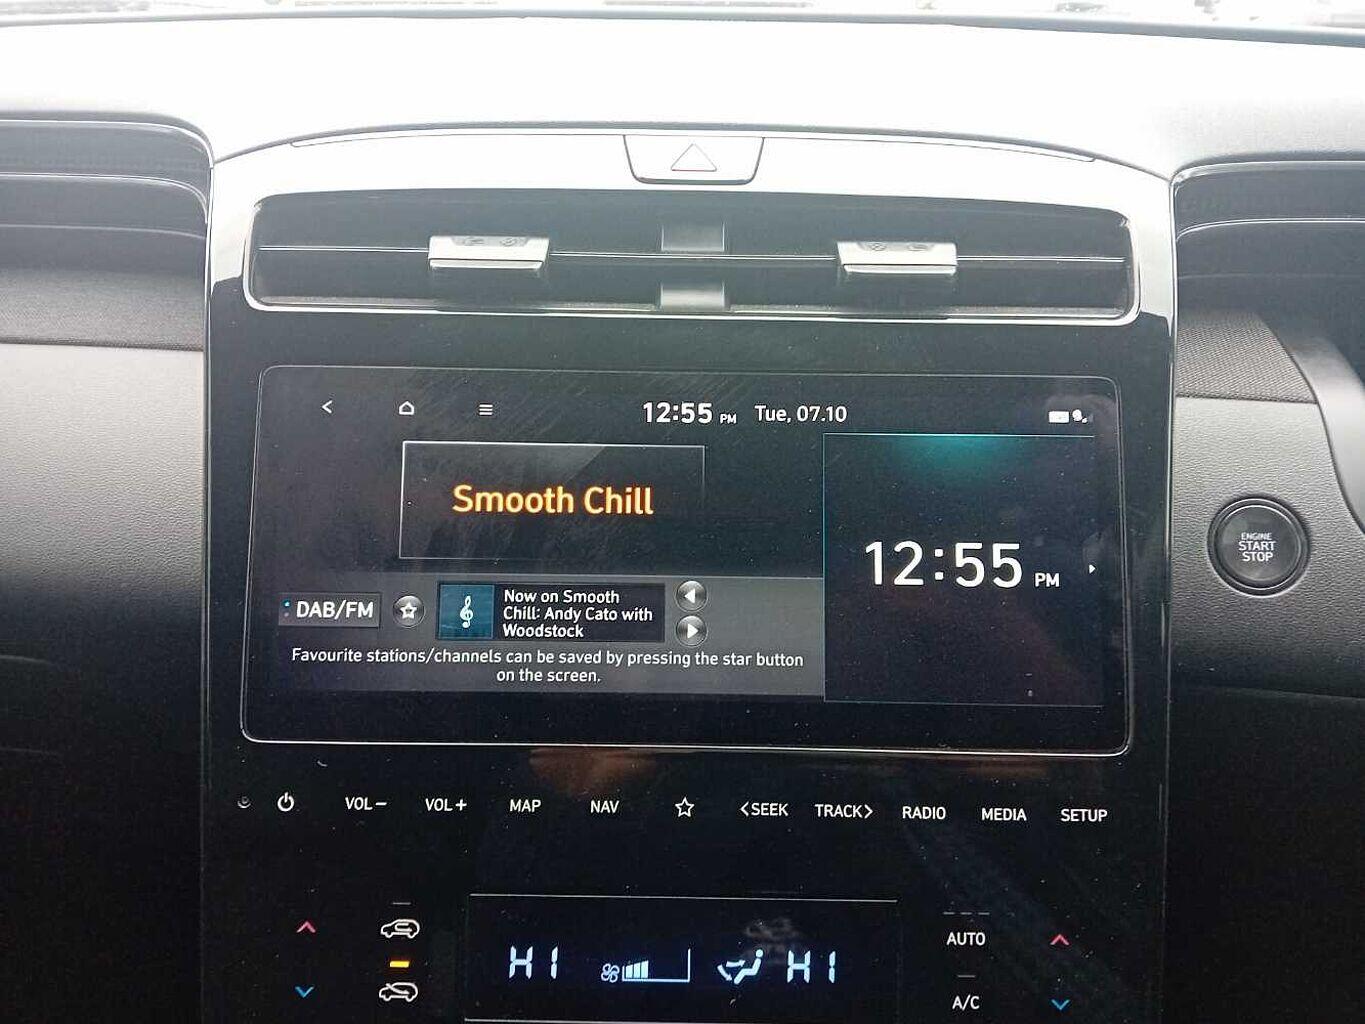 12:55 PM Tue, 07.10
Smooth Chill
12:55 PM
DAB/FM
Now on Smooth
Chill: Andy Cato with
Woodstock
Favourite stations/channels can be saved by pressing the star button
on the screen.
ENGINE
START
STOP
VOL− VOL+ MAP NAV <SEEK TRACK> RADIO MEDIA SETUP
AUTO
HI HI
A/C